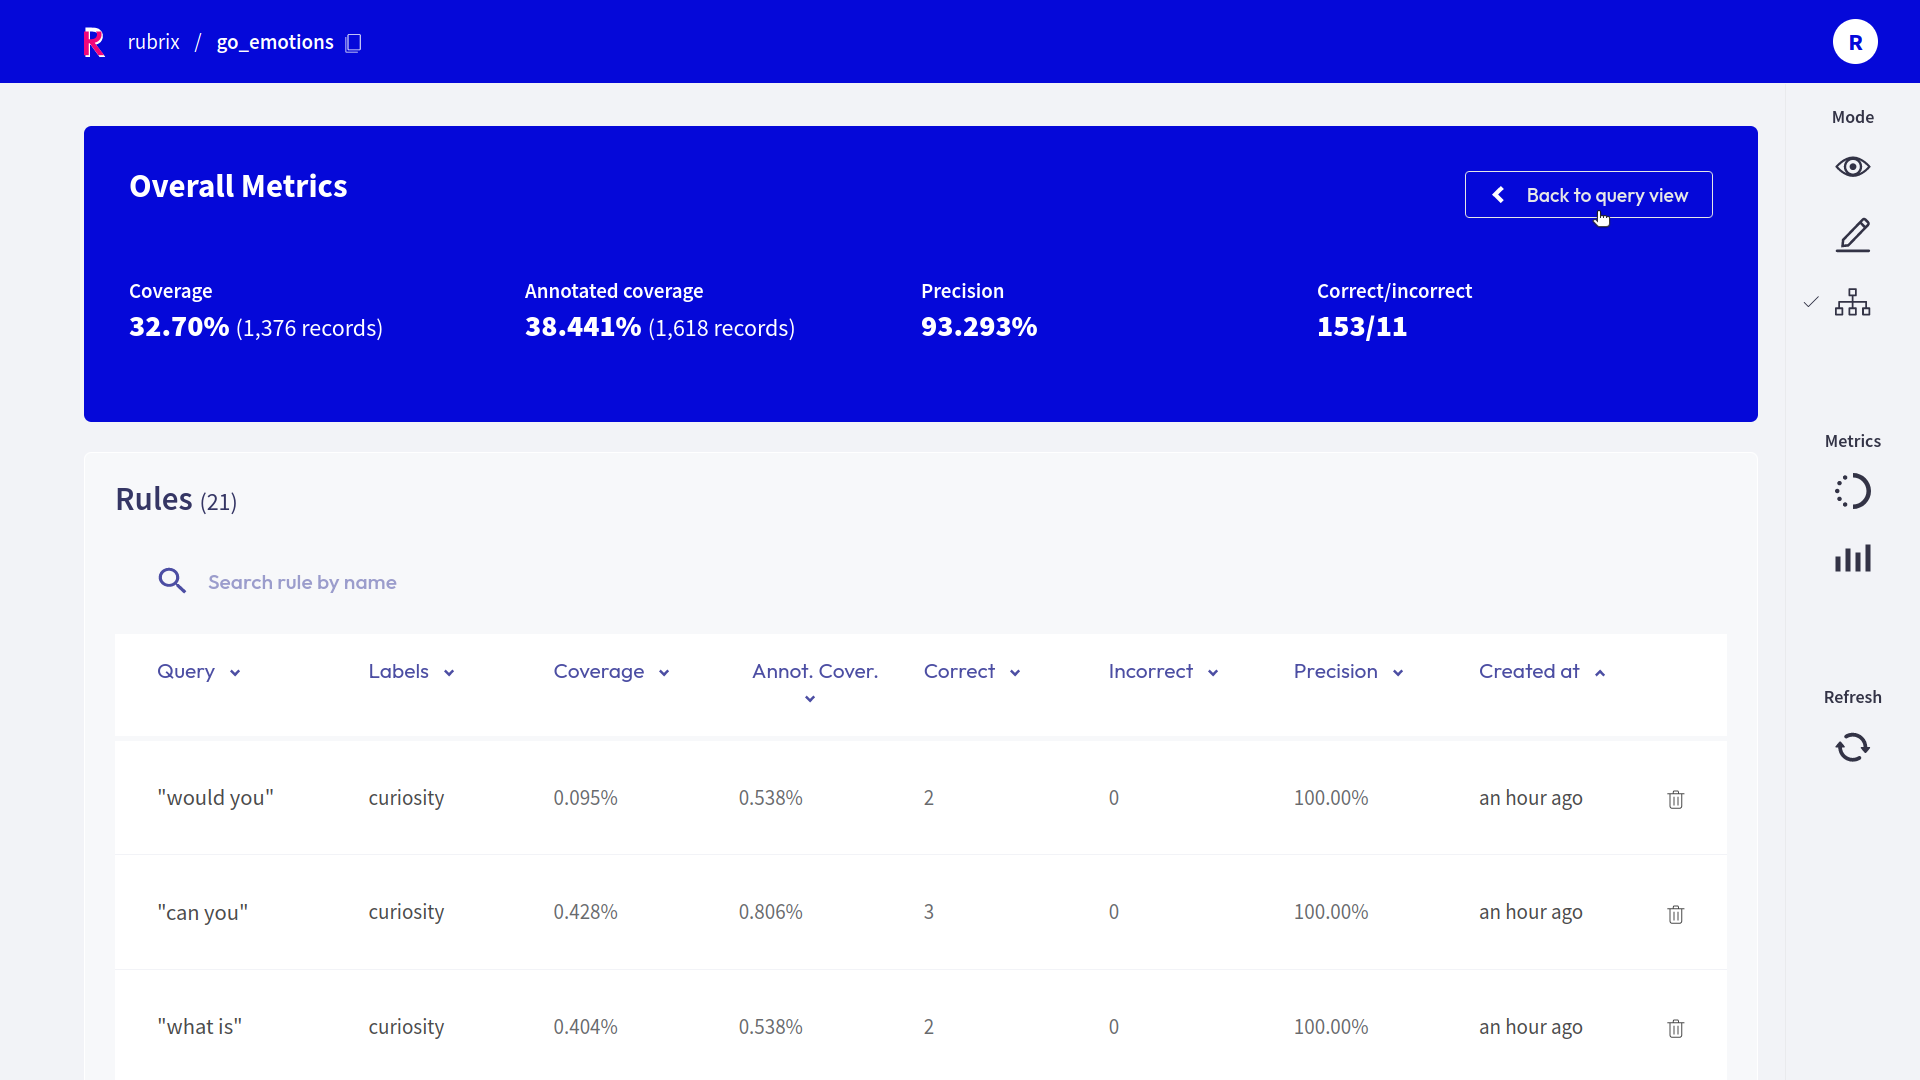 R rubrix / go_emotions R
Mode
Overall Metrics
Back to query view
Coverage Annotated coverage Precision Correct/incorrect
32.70% (1,376 records) 38.441% (1,618 records) 93.293% 153/11
Metrics
Rules (21)
Search rule by name
Query Labels Coverage Annot. Cover. Correct Incorrect Precision Created at
Refresh
"would you" curiosity 0.095% 0.538% 2 0 100.00% an hour ago
"can you" curiosity 0.428% 0.806% 3 0 100.00% an hour ago
"what is" curiosity 0.404% 0.538% 2 0 100.00% an hour ago